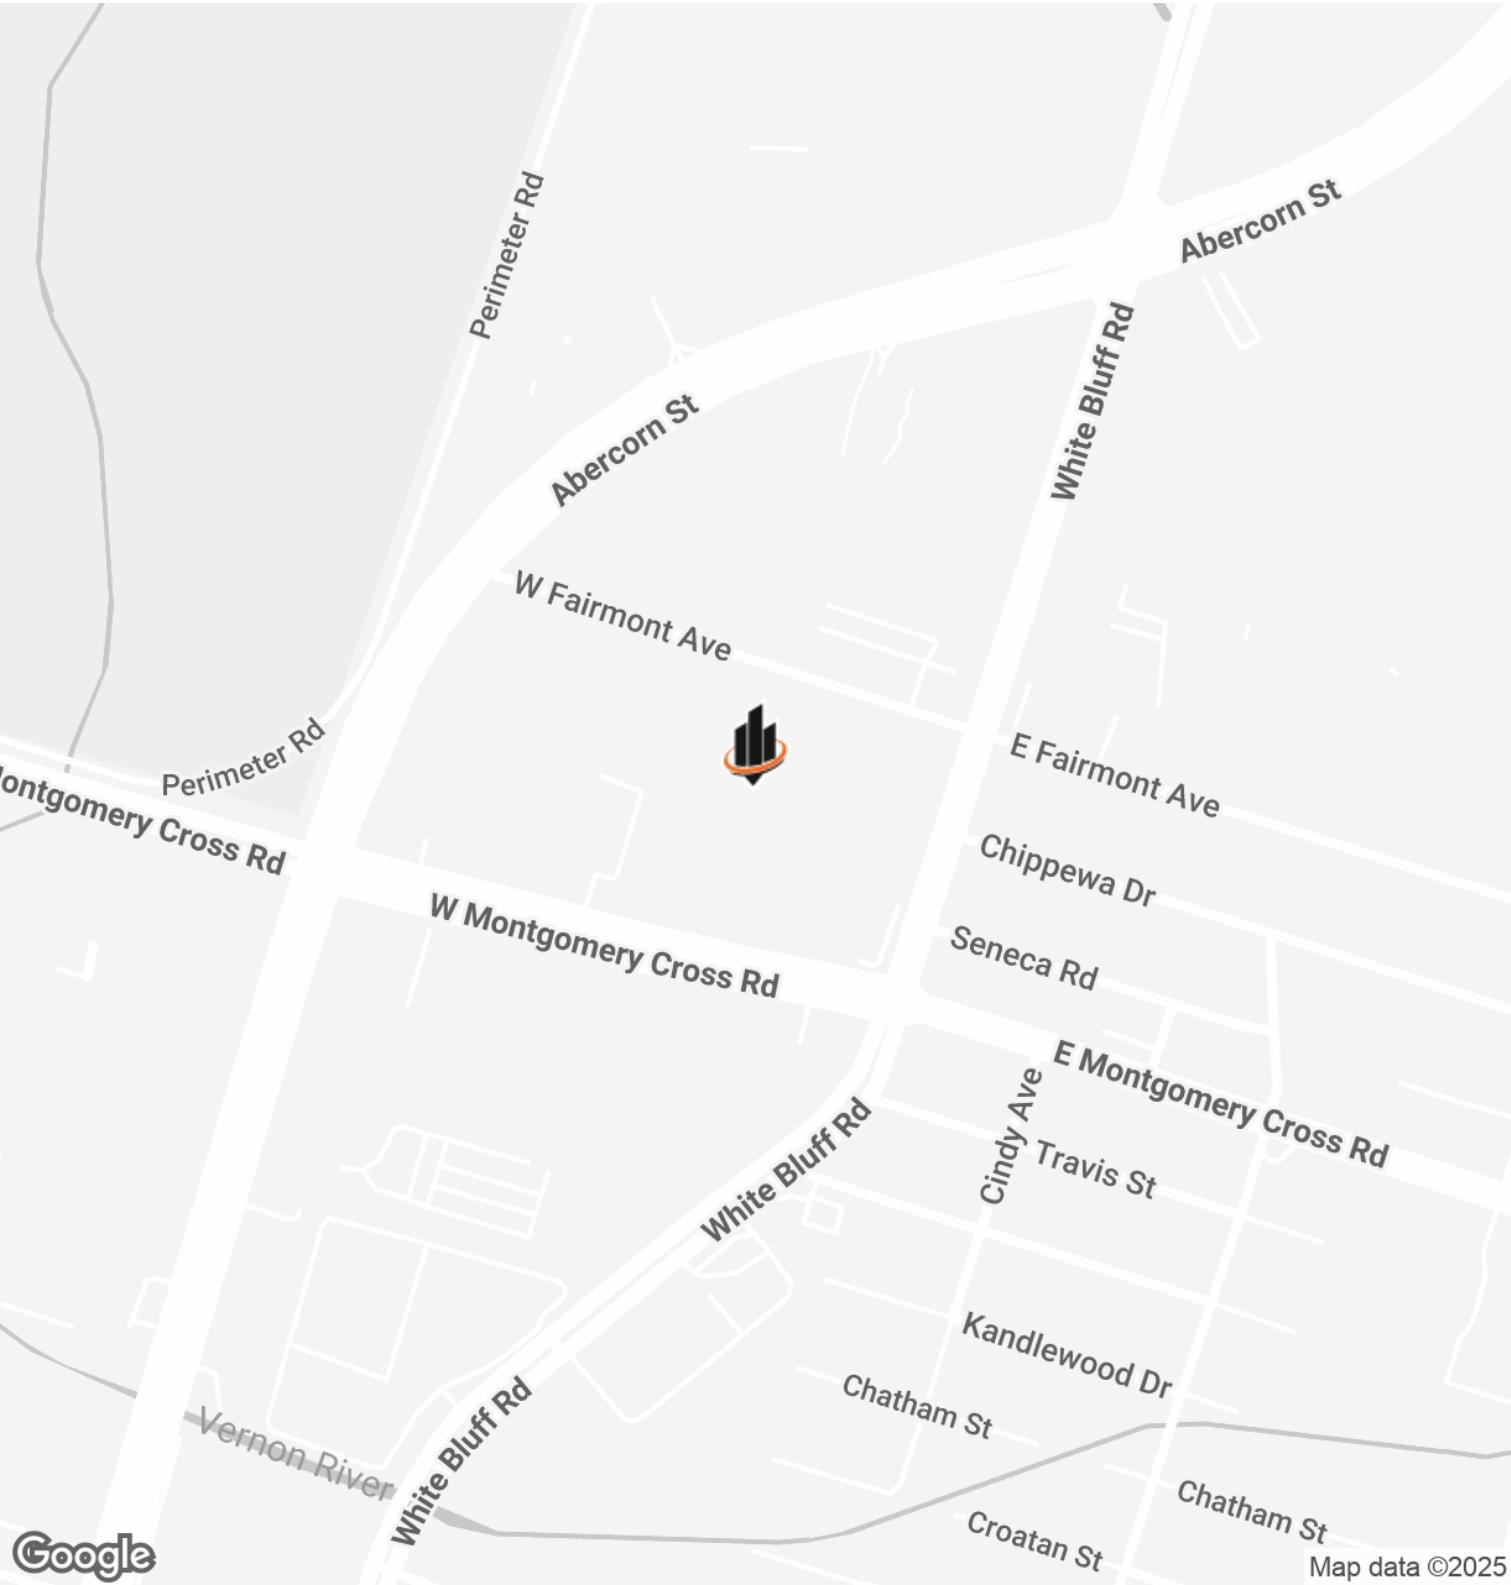 Perimeter Rd
Abercorn St
White Bluff Rd
Abercorn St
W Fairmont Ave
E Fairmont Ave
Perimeter Rd
ontgomery Cross Rd
Chippewa Dr
W Montgomery Cross Rd
Seneca Rd
E Montgomery Cross Rd
Cindy Ave
White Bluff Rd
Travis St
Kandlewood Dr
Chatham St
Vernon River
White Bluff Rd
Chatham St
Croatan St
Google
Map data ©2025